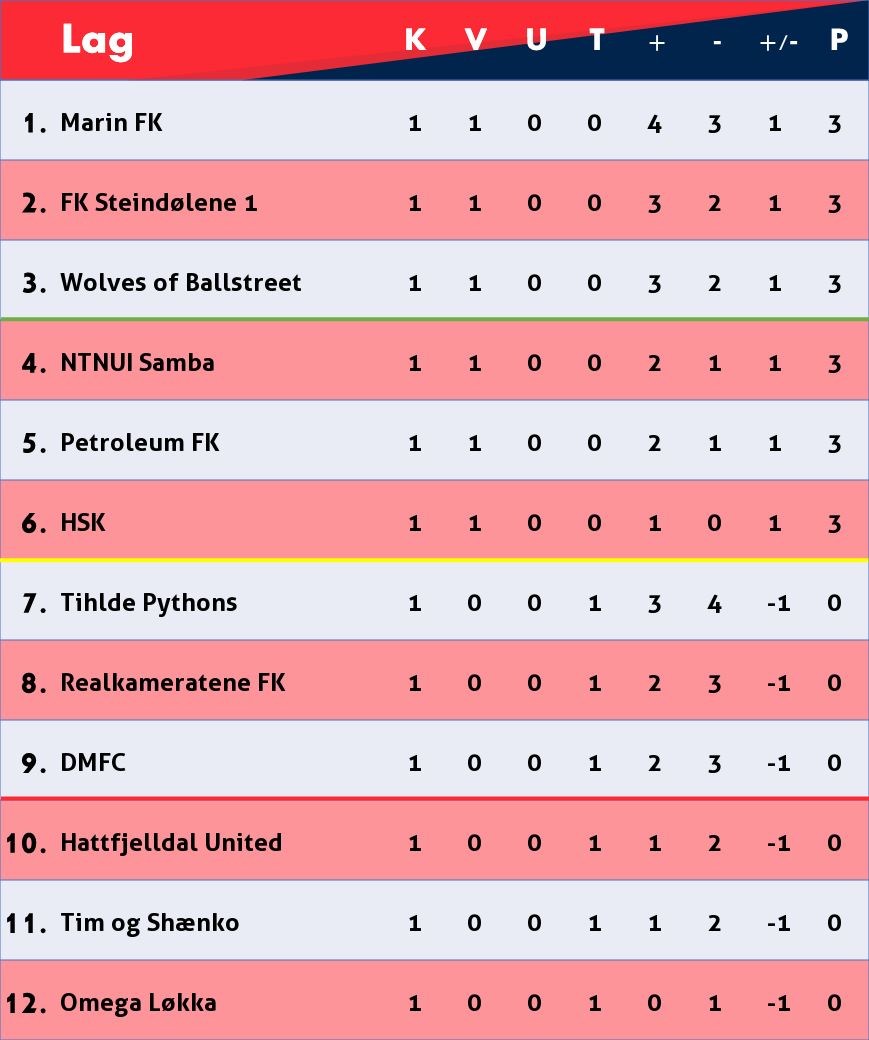 Lag K V U T + - +/- P
1. Marin FK 1 1 0 0 4 3 1 3
2. FK Steindølene 1 1 1 0 0 3 2 1 3
3. Wolves of Ballstreet 1 1 0 0 3 2 1 3
4. NTNUI Samba 1 1 0 0 2 1 1 3
5. Petroleum FK 1 1 0 0 2 1 1 3
6. HSK 1 1 0 0 1 0 1 3
7. Tihlde Pythons 1 0 0 1 3 4 -1 0
8. Realkameratene FK 1 0 0 1 2 3 -1 0
9. DMFC 1 0 0 1 2 3 -1 0
10. Hattfjelldal United 1 0 0 1 1 2 -1 0
11. Tim og Shænko 1 0 0 1 1 2 -1 0
12. Omega Løkka 1 0 0 1 0 1 -1 0